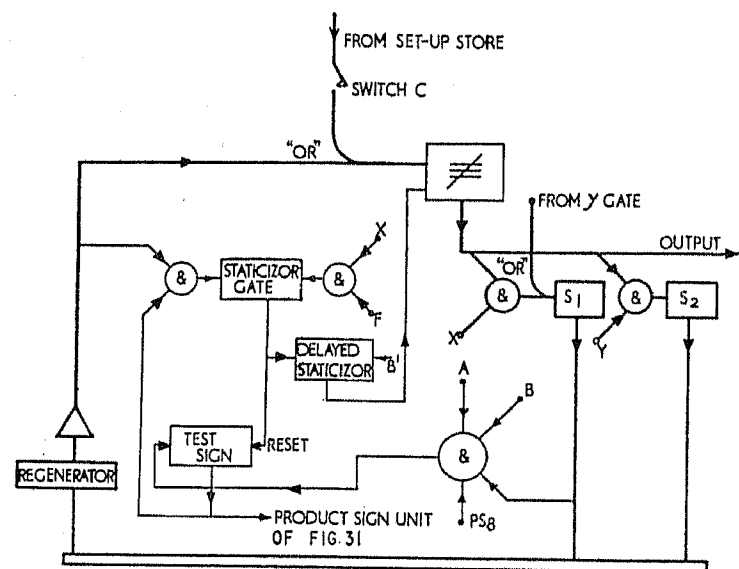 FROM SET-UP STORE
SWITCH C
"OR"
≢
FROM Y GATE
OUTPUT
X
"OR"
&
STATICIZOR
GATE
&
&
S1
&
S2
F
X
Y
DELAYED
STATICIZOR
B'
A
B
TEST
SIGN
RESET
&
REGENERATOR
PRODUCT SIGN UNIT
OF FIG.31
PS8